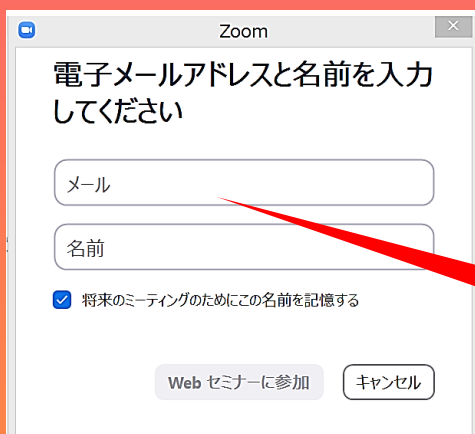 Zoom
電子メールアドレスと名前を入力
してください
メール
名前
将来のミーティングのためにこの名前を記憶する
Web セミナーに参加
キャンセル